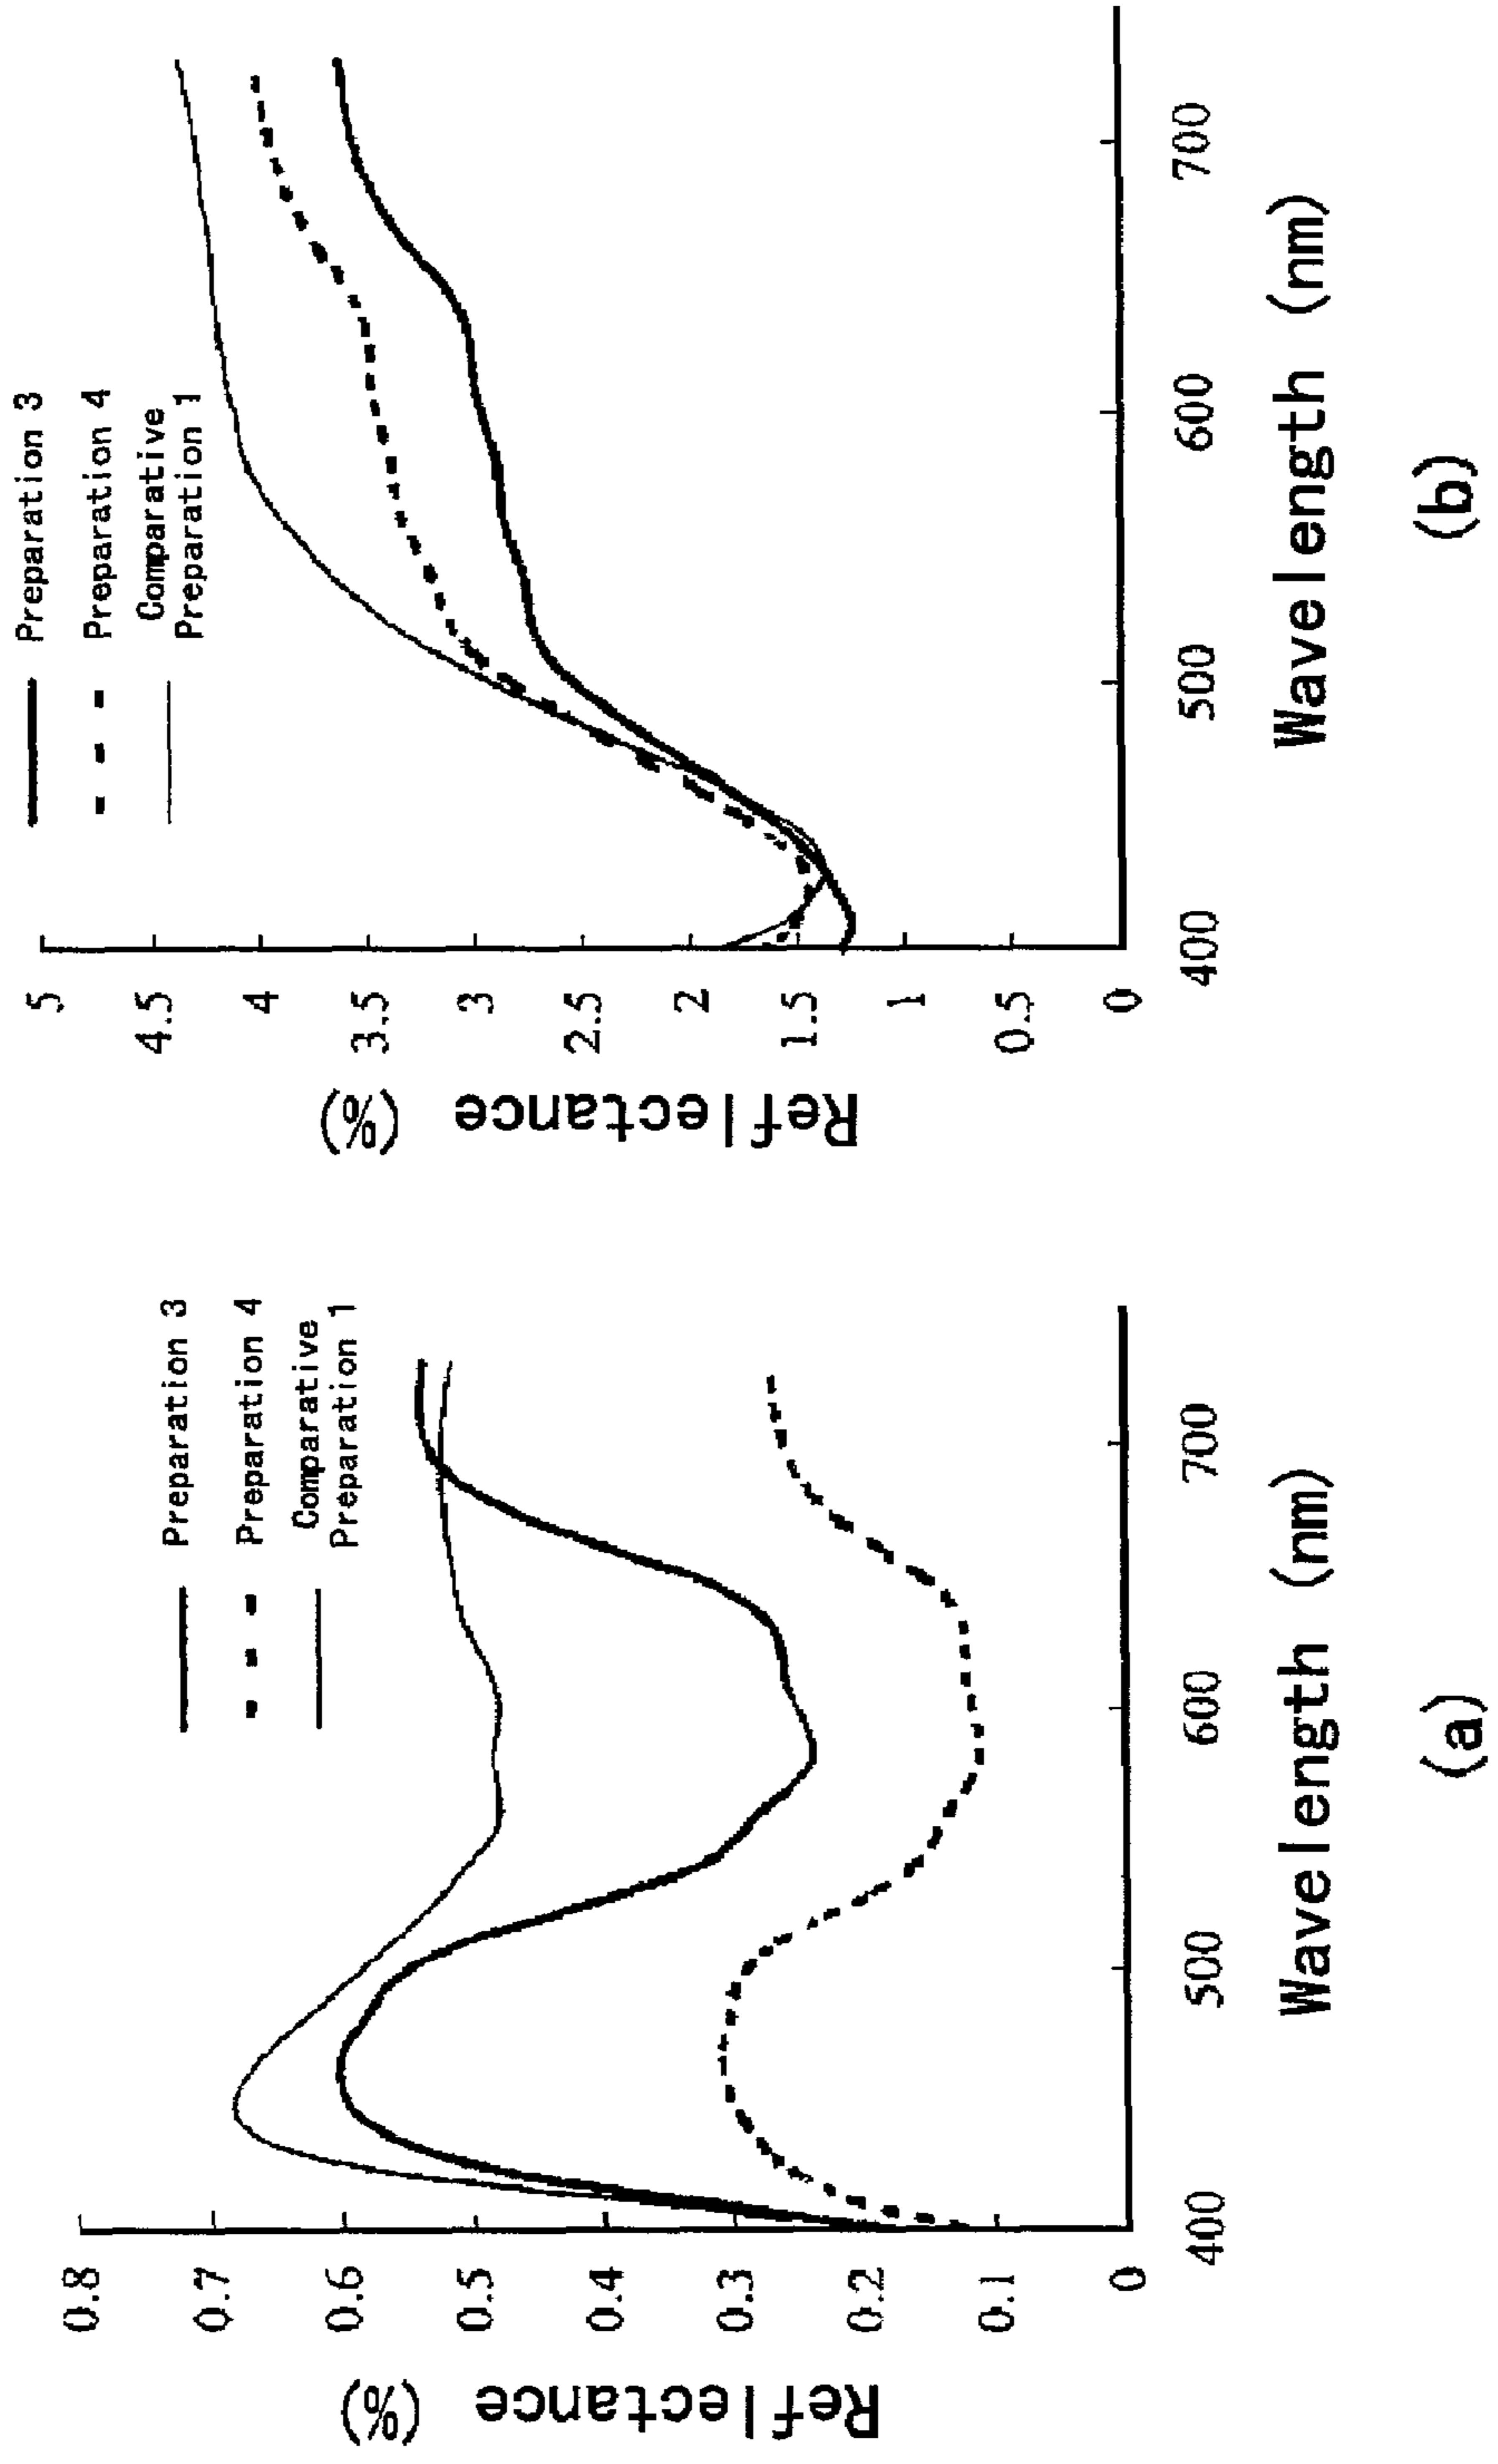 Preparation 3
Preparation 4
Comparative
Preparation 1
0.8
0.7
0.6
0.5
0.4
0.3
0.2
0.1
0
Reflectance
(%)
400
500
600
700
Wavelength (nm)
(a)
Preparation 3
Preparation 4
Comparative
Preparation 1
5
4.5
4
3.5
3
2.5
2
1.5
1
0.5
0
Reflectance
(%)
400
500
600
700
Wavelength (nm)
(b)